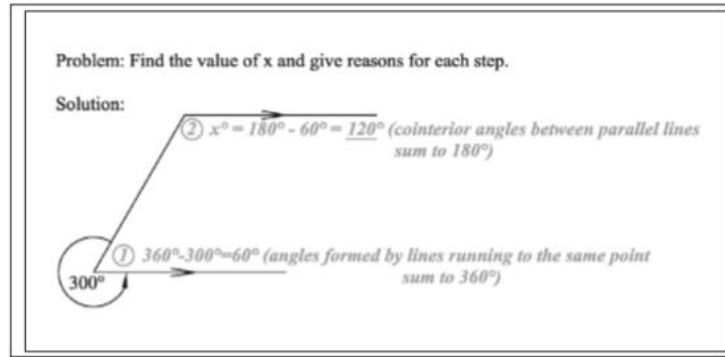 Problem: Find the value of x and give reasons for each step.
Solution:
② x° = 180° - 60° = 120° (cointerior angles between parallel lines
sum to 180°)
① 360°-300°=60° (angles formed by lines running to the same point
sum to 360°)
300°